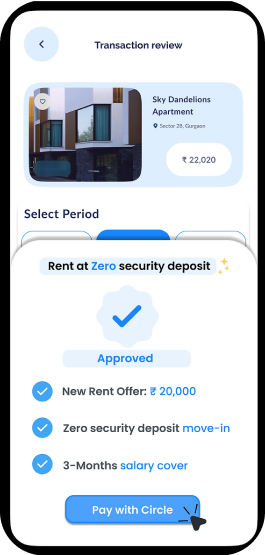 Transaction review
Sky Dandelions
Apartment
Sector 28, Gurgaon
₹ 22,020
Select Period
Rent at Zero security deposit
Approved
New Rent Offer: ₹ 20,000
Zero security deposit move-in
3-Months salary cover
Pay with Circle